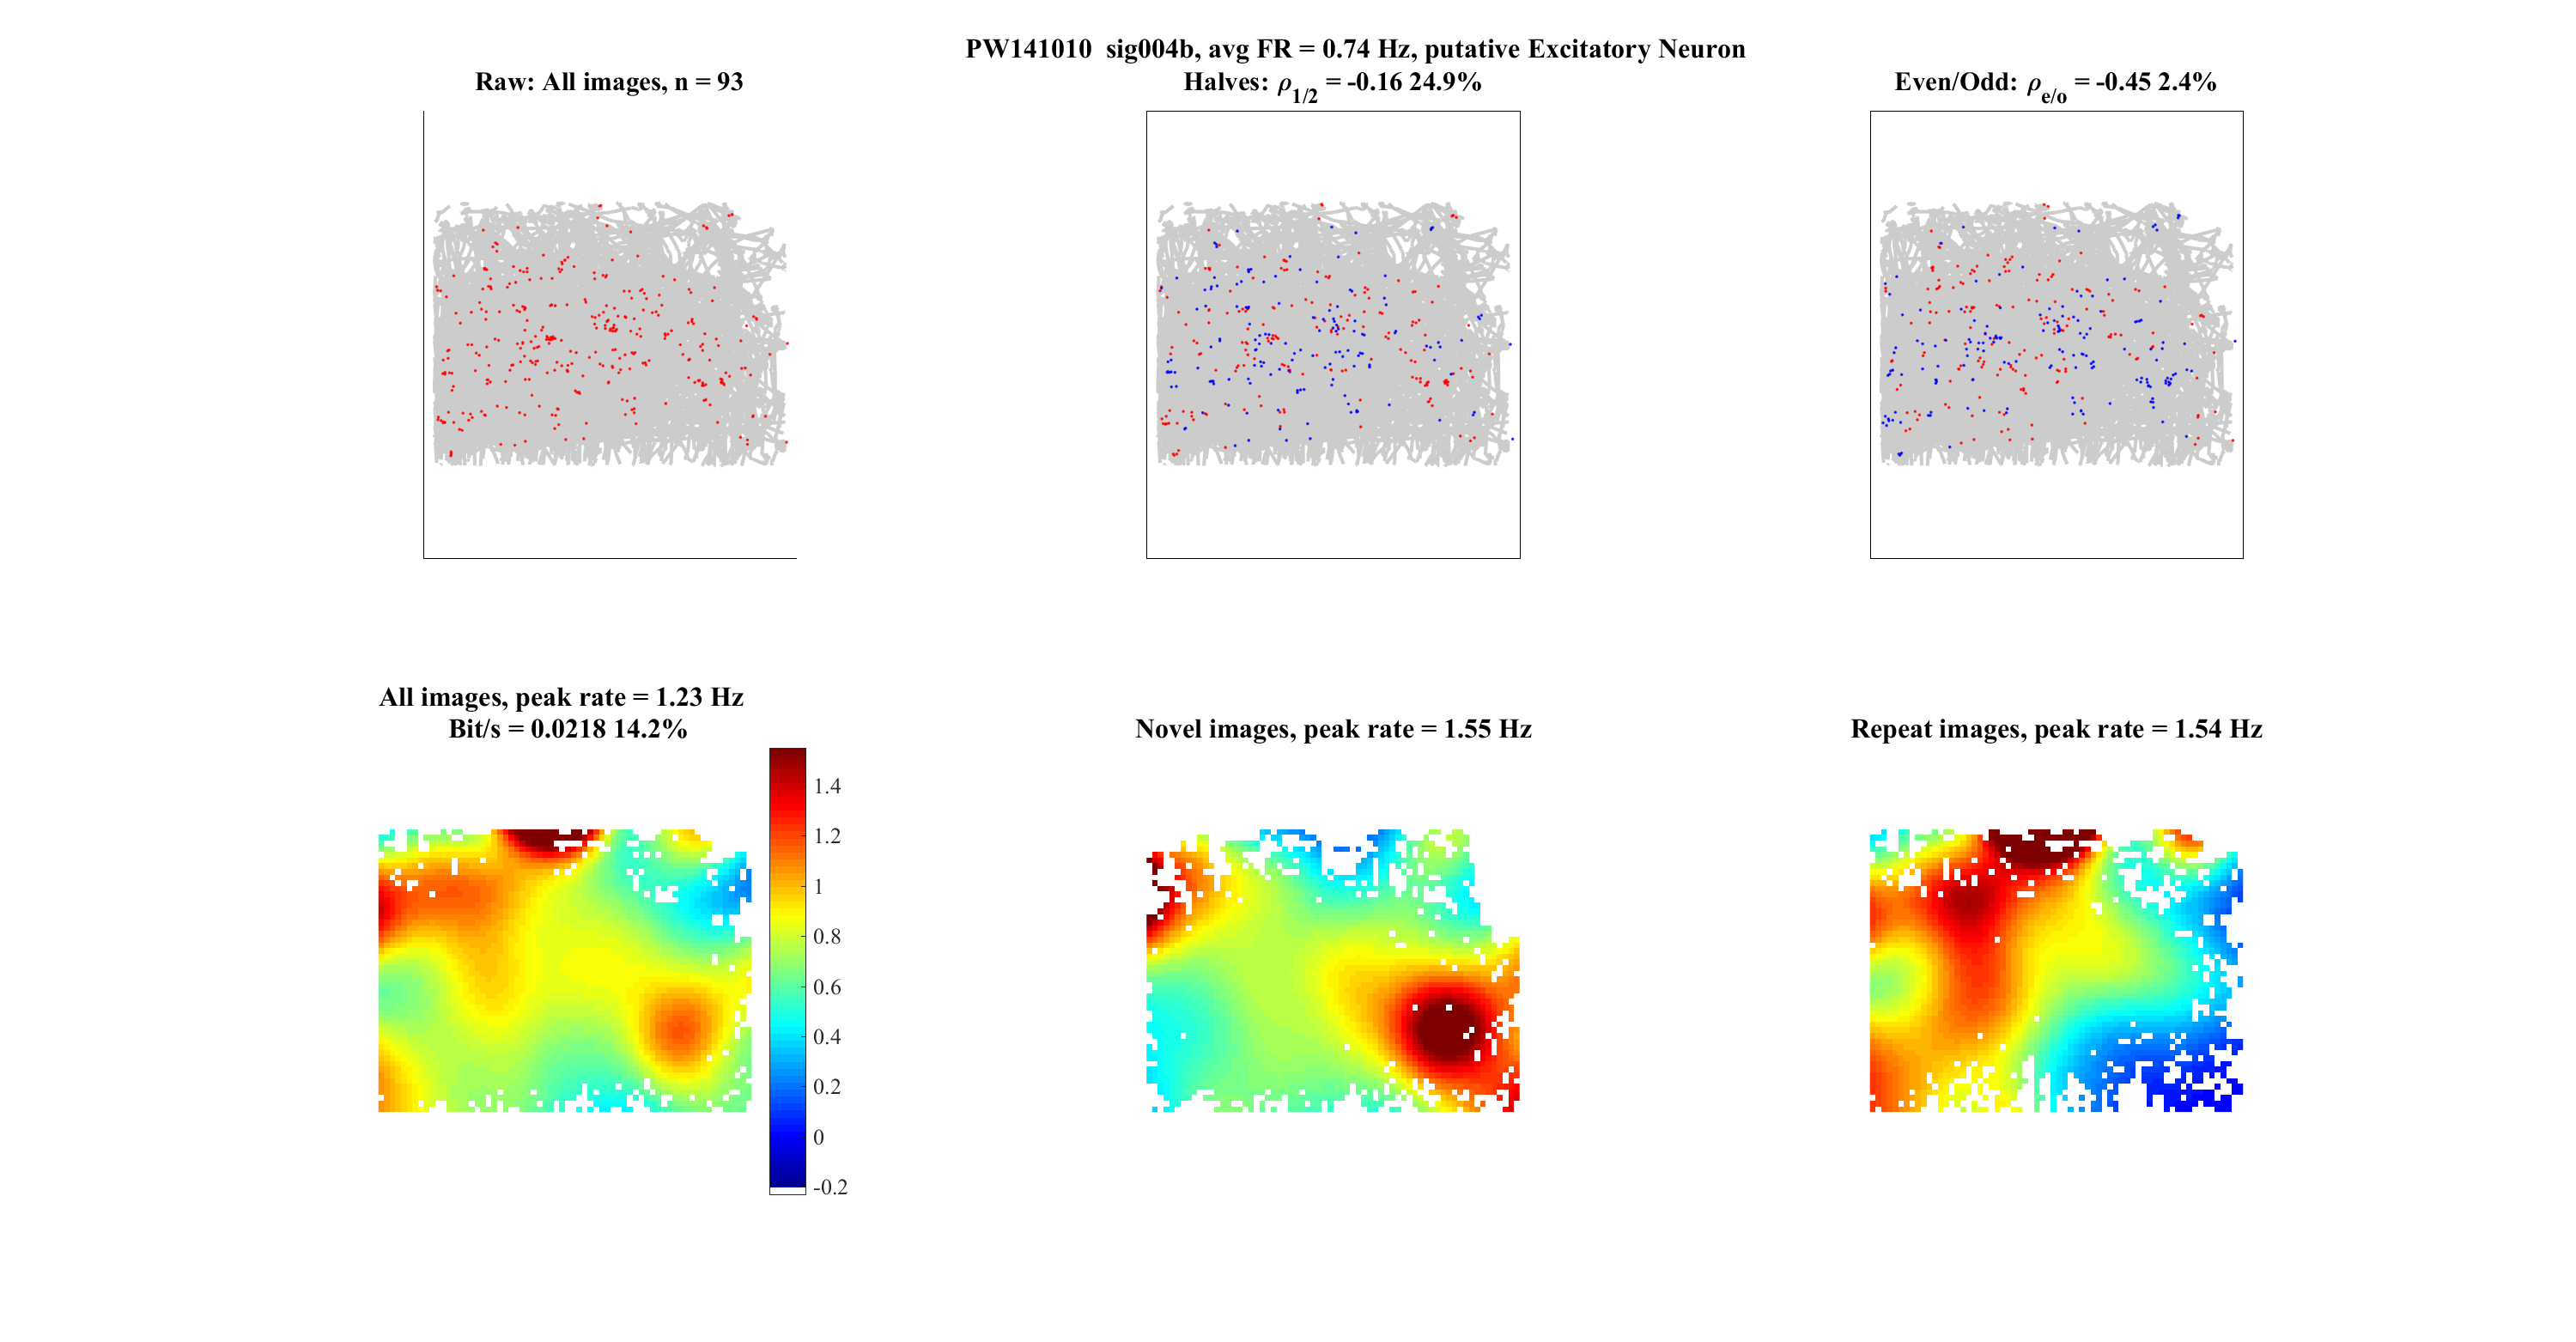 PW141010  sig004b, avg FR = 0.74 Hz, putative Excitatory Neuron
Raw: All images, n = 93
Halves: ρ1/2 = -0.16 24.9%
Even/Odd: ρe/o = -0.45 2.4%
All images, peak rate = 1.23 Hz
Bit/s = 0.0218 14.2%
Novel images, peak rate = 1.55 Hz
Repeat images, peak rate = 1.54 Hz
1.4
1.2
1
0.8
0.6
0.4
0.2
0
-0.2